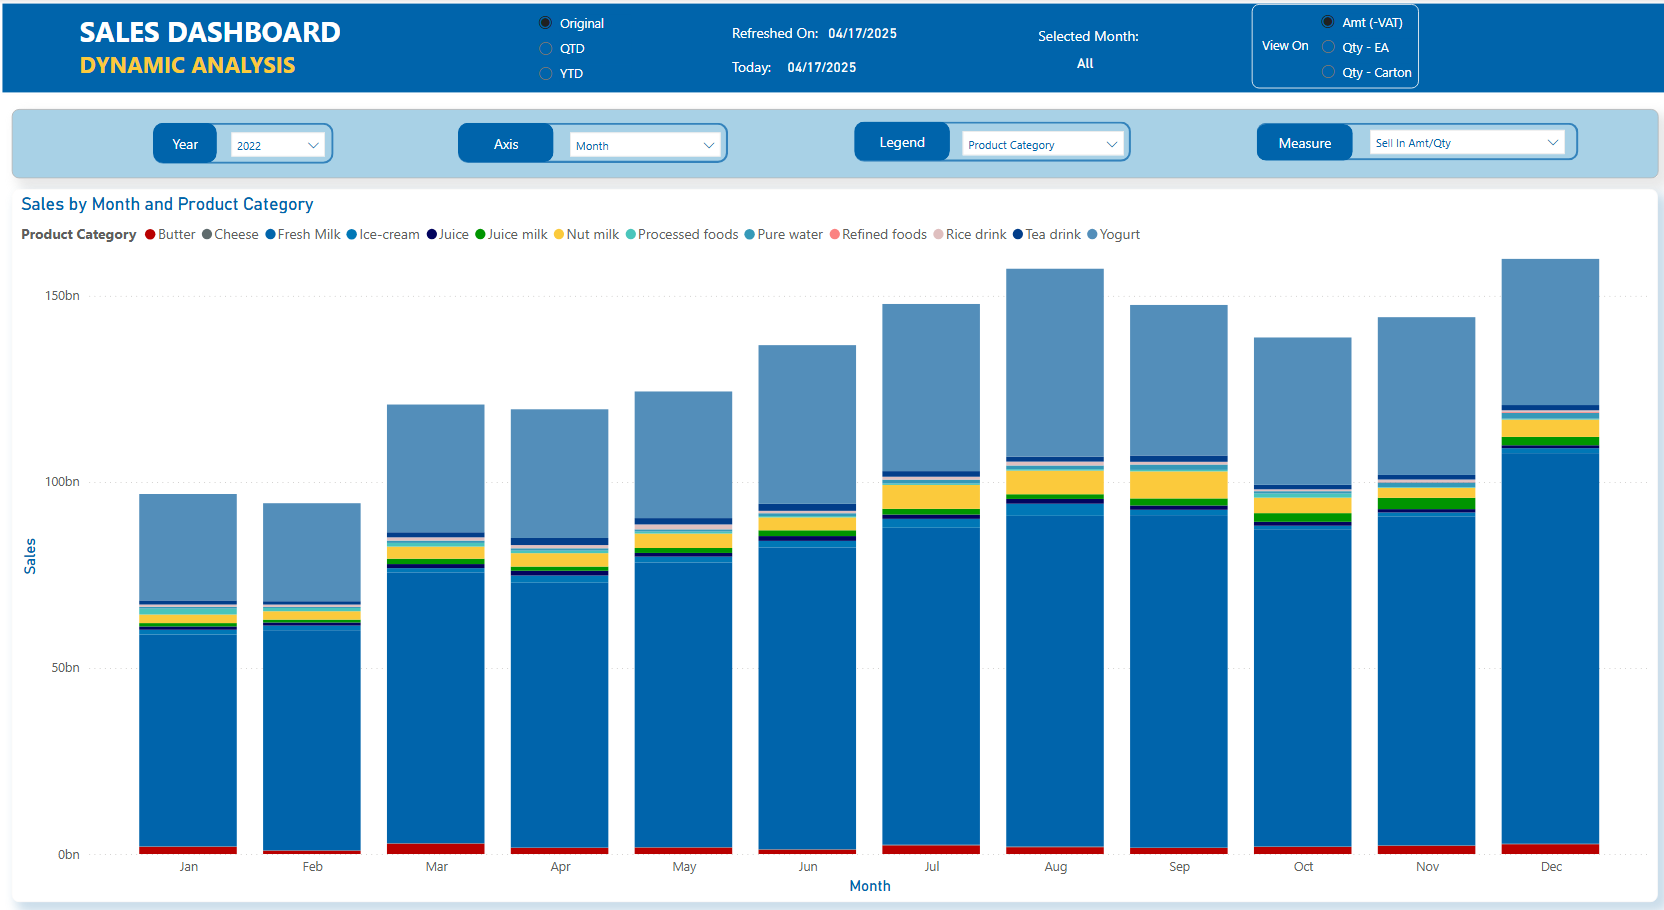 SALES DASHBOARD
DYNAMIC ANALYSIS
Original
QTD
YTD
Refreshed On: 04/17/2025
Today: 04/17/2025
Selected Month:
All
View On
Amt (-VAT)
Qty - EA
Qty - Carton
Year 2022
Axis Month
Legend Product Category
Measure Sell In Amt/Qty
Sales by Month and Product Category
Product Category Butter Cheese Fresh Milk Ice-cream Juice Juice milk Nut milk Processed foods Pure water Refined foods Rice drink Tea drink Yogurt
150bn
100bn
50bn
0bn
Sales
Jan Feb Mar Apr May Jun Jul Aug Sep Oct Nov Dec
Month